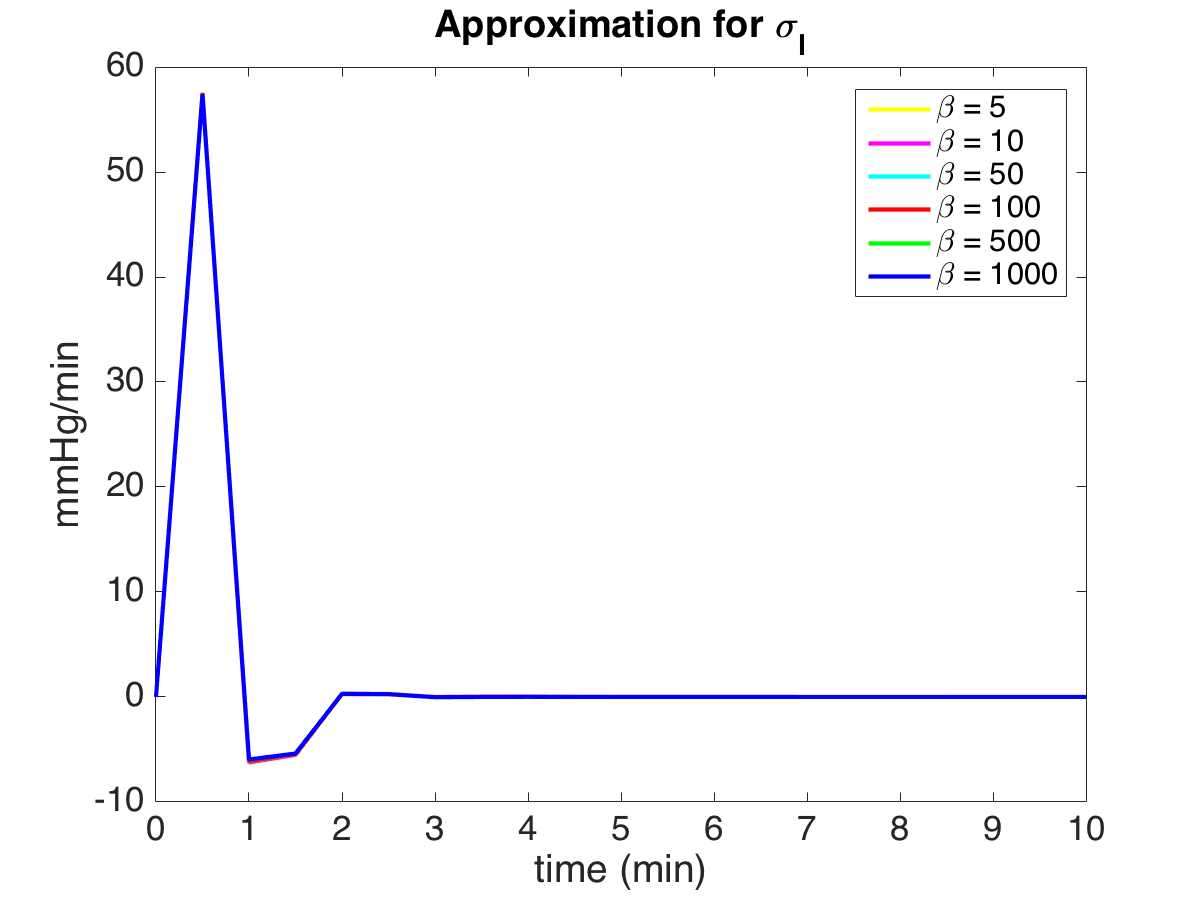 Approximation for σ_l
60
50
40
30
20
10
0
-10
mmHg/min
β = 5
β = 10
β = 50
β = 100
β = 500
β = 1000
0 1 2 3 4 5 6 7 8 9 10
time (min)